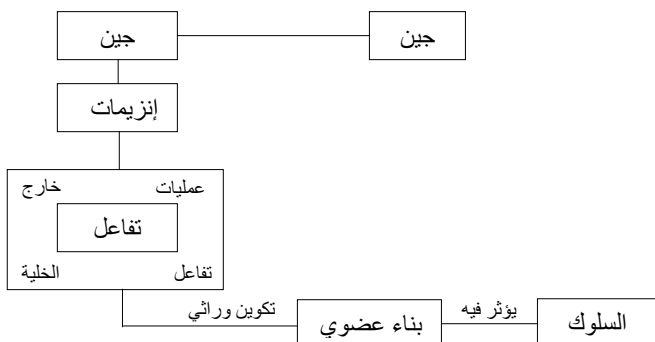 جين جين
إنزيمات
عمليات خارج
تفاعل
تفاعل الخلية
السلوك يؤثر فيه بناء عضوي تكوين وراثي